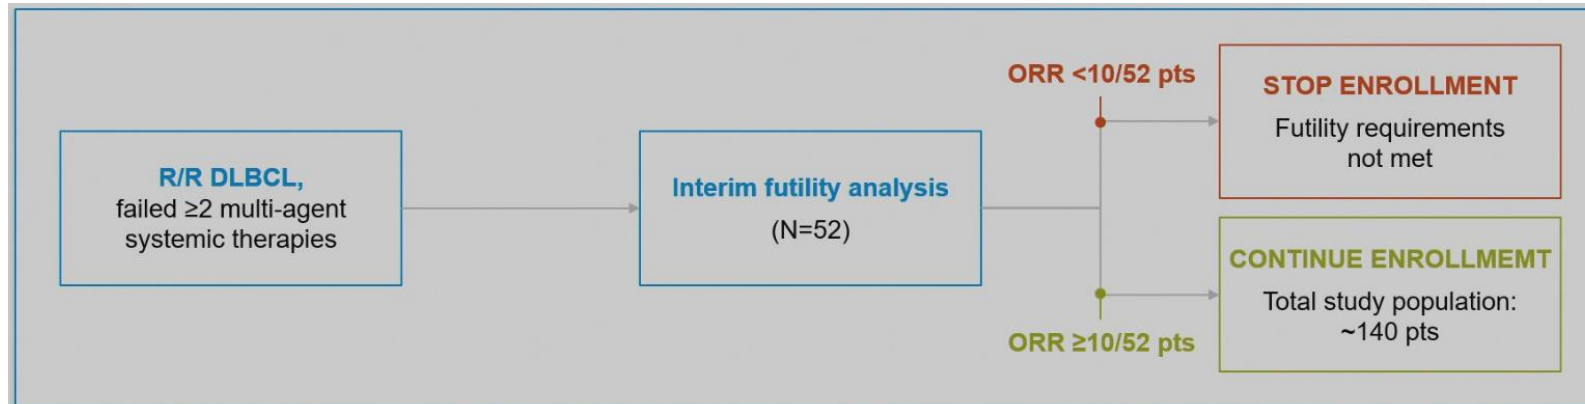 R/R DLBCL,
failed ≥2 multi-agent
systemic therapies
Interim futility analysis
(N=52)
ORR <10/52 pts
STOP ENROLLMENT
Futility requirements
not met
ORR ≥10/52 pts
CONTINUE ENROLLMEMT
Total study population:
~140 pts